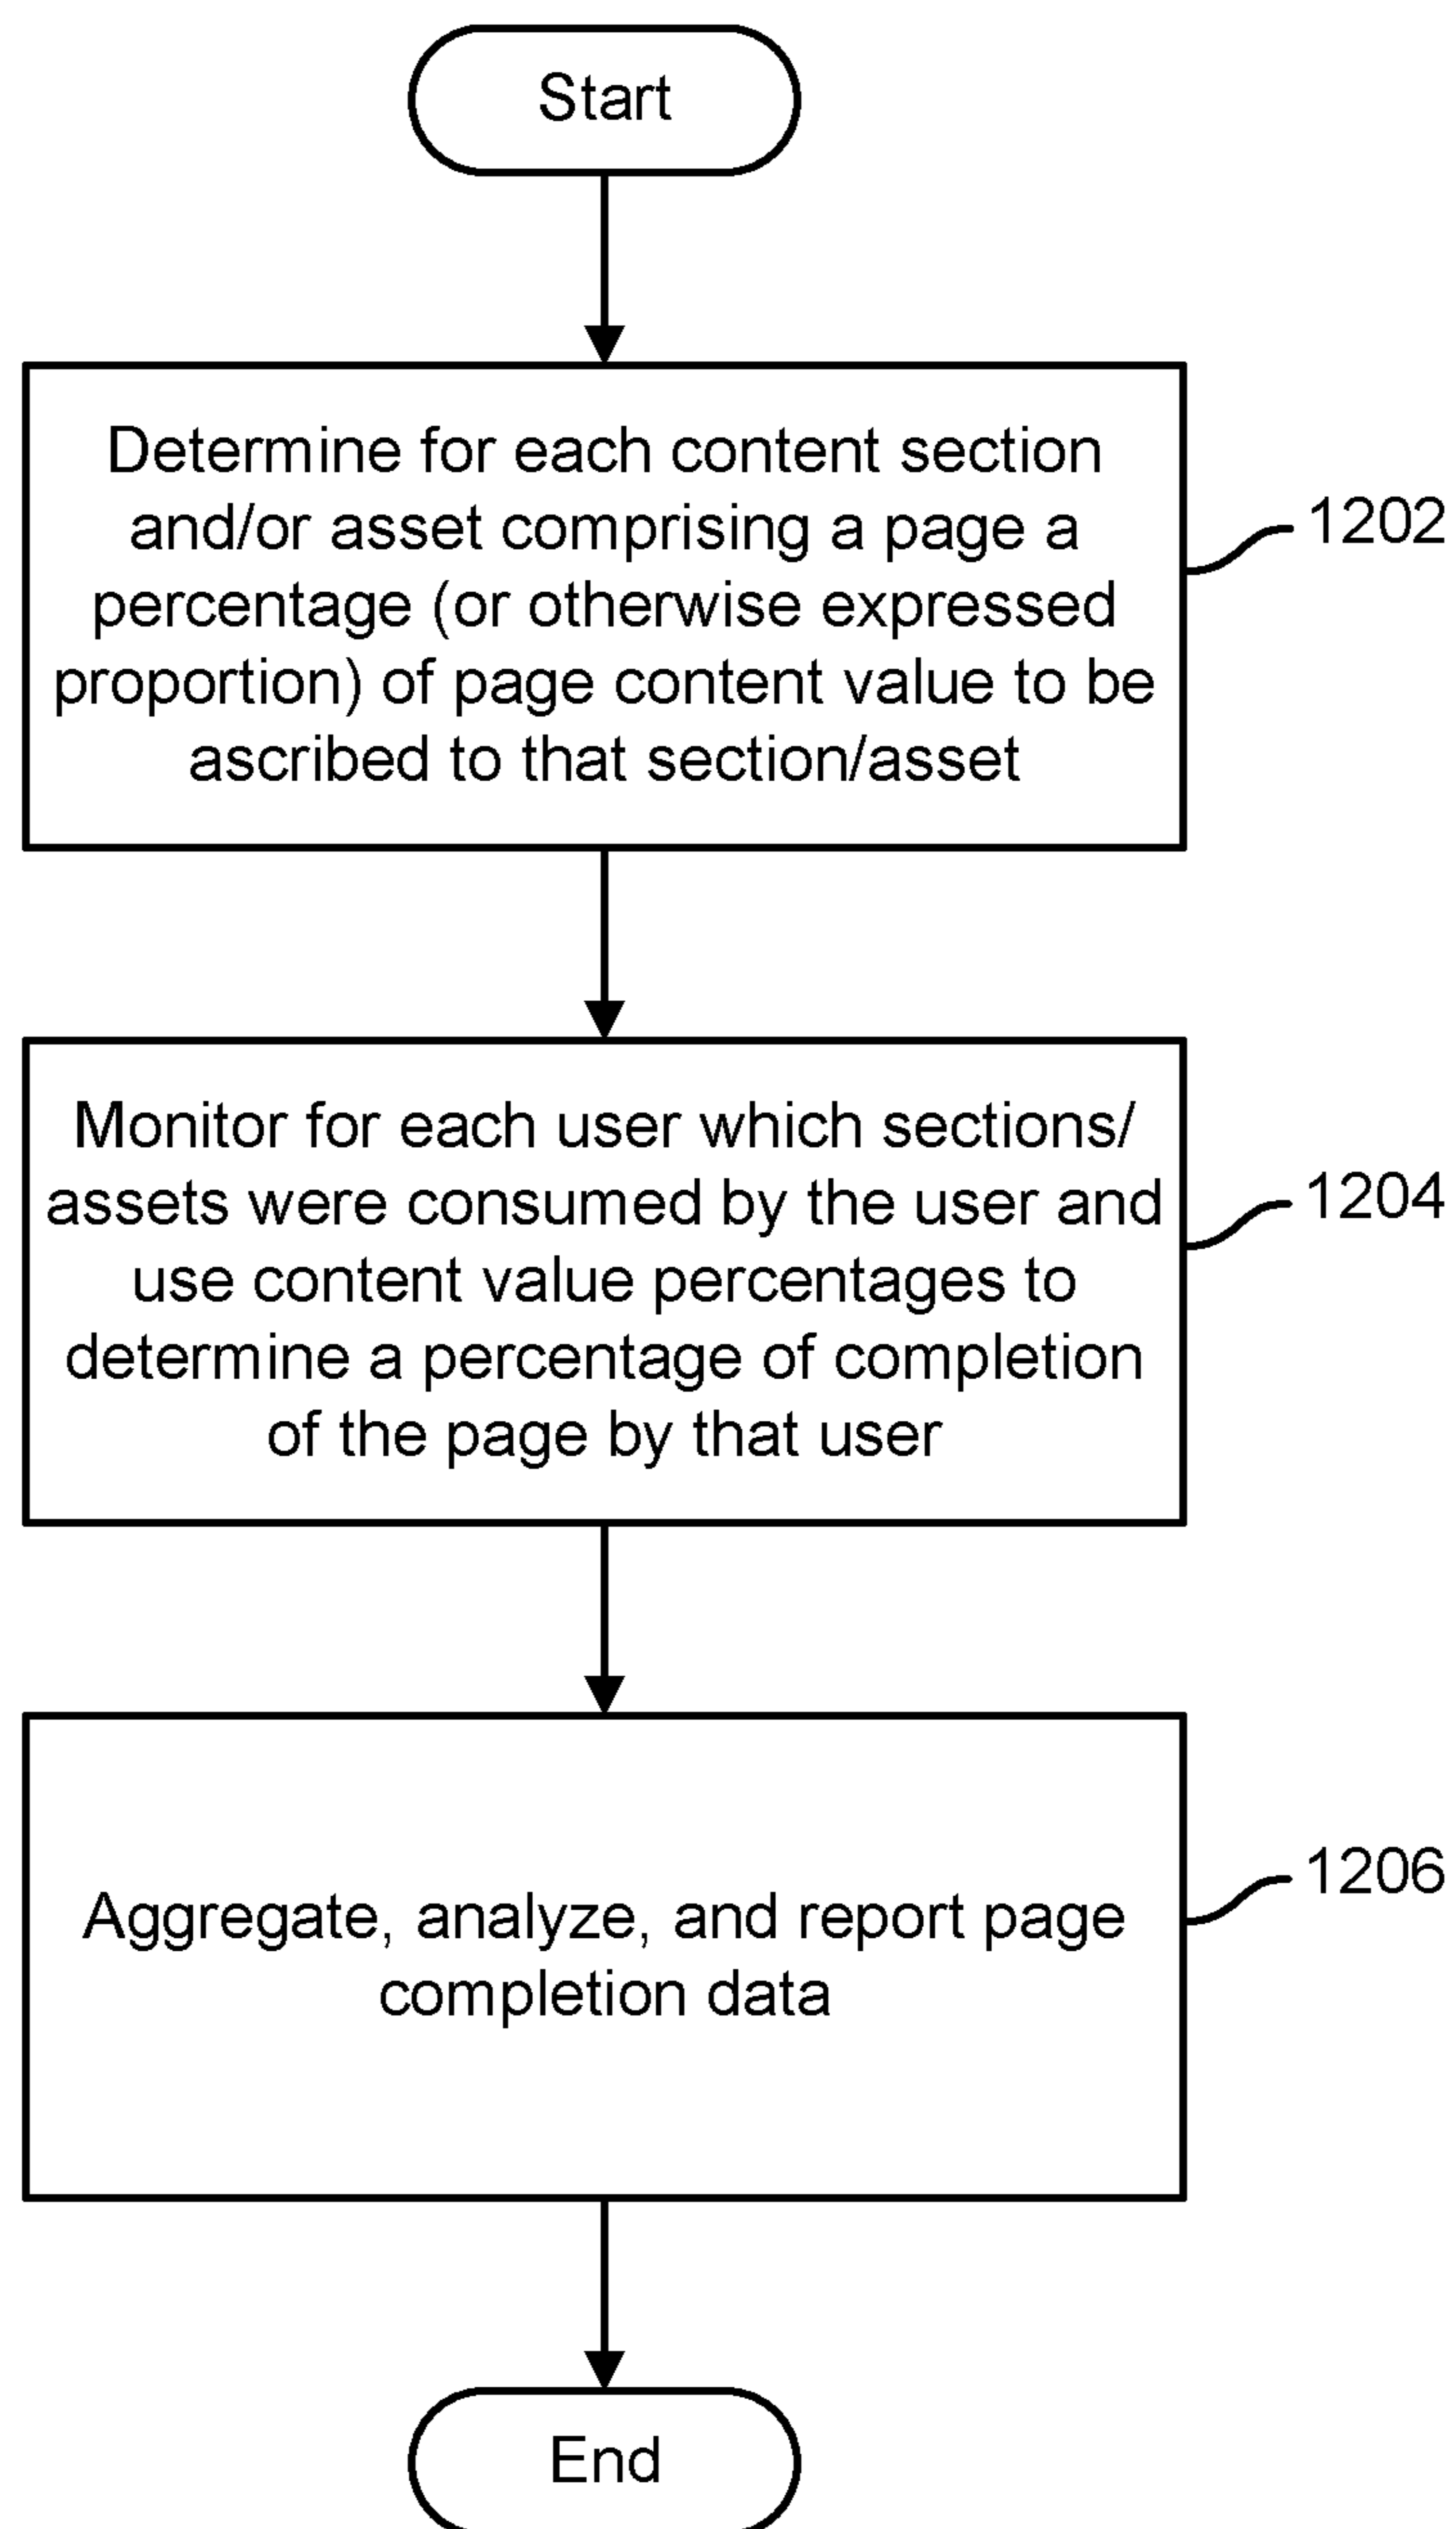 Start
Determine for each content section
and/or asset comprising a page a
percentage (or otherwise expressed
proportion) of page content value to be
ascribed to that section/asset
1202
Monitor for each user which sections/
assets were consumed by the user and
use content value percentages to
determine a percentage of completion
of the page by that user
1204
Aggregate, analyze, and report page
completion data
1206
End